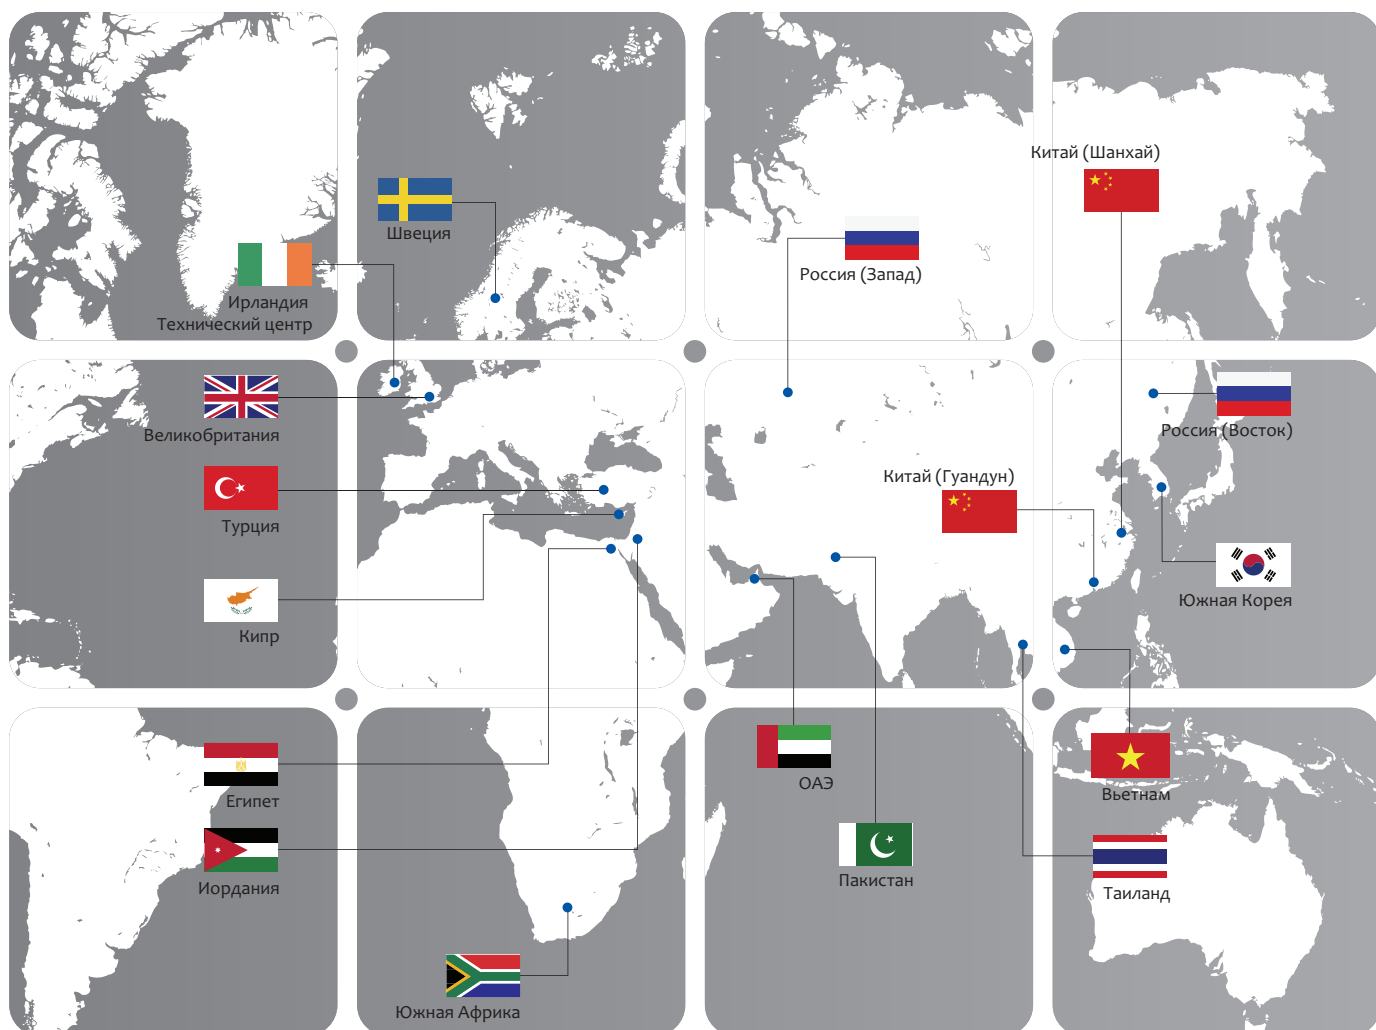 Китай (Шанхай)
Швеция
Россия (Запад)
Ирландия
Технический центр
Великобритания
Россия (Восток)
Китай (Гуандун)
Турция
Южная Корея
Кипр
ОАЭ
Вьетнам
Египет
Пакистан
Иордания
Таиланд
Южная Африка